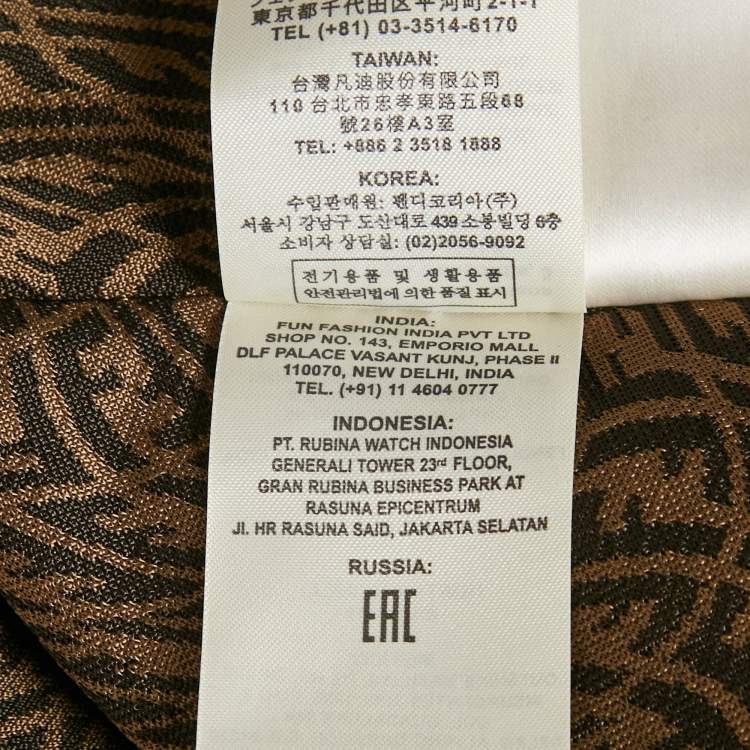 東京都千代田区平河町2-1-1
TEL (+81) 03-3514-6170
TAIWAN:
台灣凡迪股份有限公司
110 台北市忠孝東路五段68
號26樓A3室
TEL: +886 2 3518 1888
KOREA:
수입판매원: 펜디코리아(주)
서울시 강남구 도산대로 439 소봉빌딩 6층
소비자 상담실: (02)2056-9092
전기용품 및 생활용품
안전관리법에 의한 품질 표시
INDIA:
FUN FASHION INDIA PVT LTD
SHOP NO. 143, EMPORIO MALL
DLF PALACE VASANT KUNJ, PHASE II
110070, NEW DELHI, INDIA
TEL. (+91) 11 4604 0777
INDONESIA:
PT. RUBINA WATCH INDONESIA
GENERALI TOWER 23rd FLOOR,
GRAN RUBINA BUSINESS PARK AT
RASUNA EPICENTRUM
Jl. HR RASUNA SAID, JAKARTA SELATAN
RUSSIA:
EAC